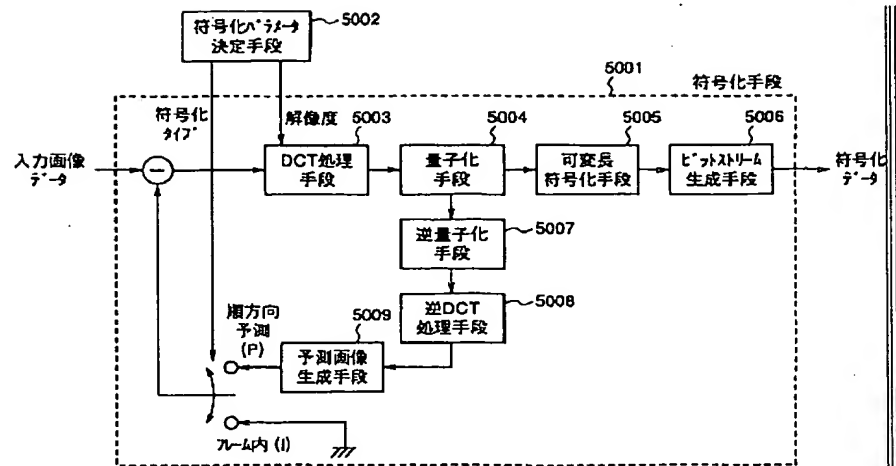 符号化パラメータ
決定手段
5002
5001
符号化手段
符号化
タイプ
解像度
5003
5004
5005
5006
入力画像
データ
DCT処理
手段
量子化
手段
可変長
符号化手段
ビットストリーム
生成手段
符号化
データ
逆量子化
手段
5007
逆DCT
処理手段
5008
順方向
予測
(P)
5009
予測画像
生成手段
フレーム内 (I)